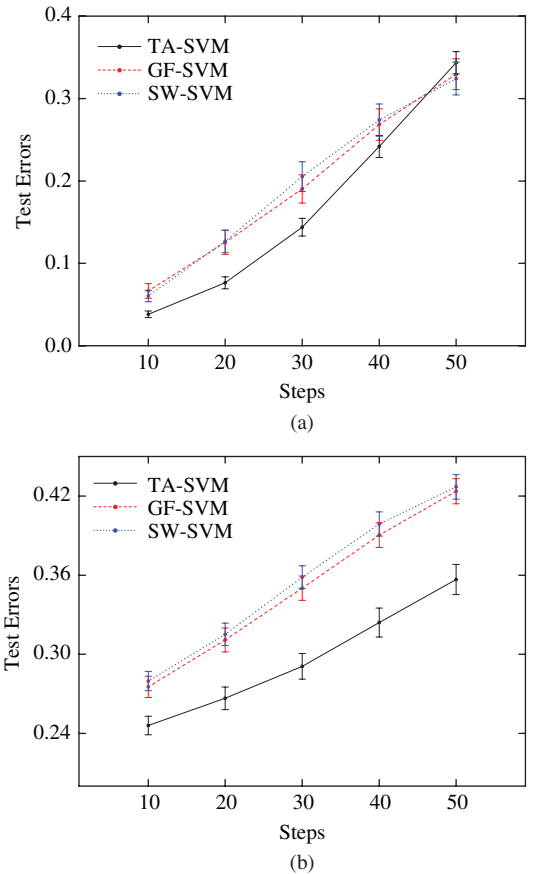 0.4
TA-SVM
GF-SVM
SW-SVM
0.3
0.2
0.1
0.0
Test Errors
10 20 30 40 50
Steps
(a)
TA-SVM
GF-SVM
SW-SVM
0.42
0.36
0.30
0.24
Test Errors
10 20 30 40 50
Steps
(b)